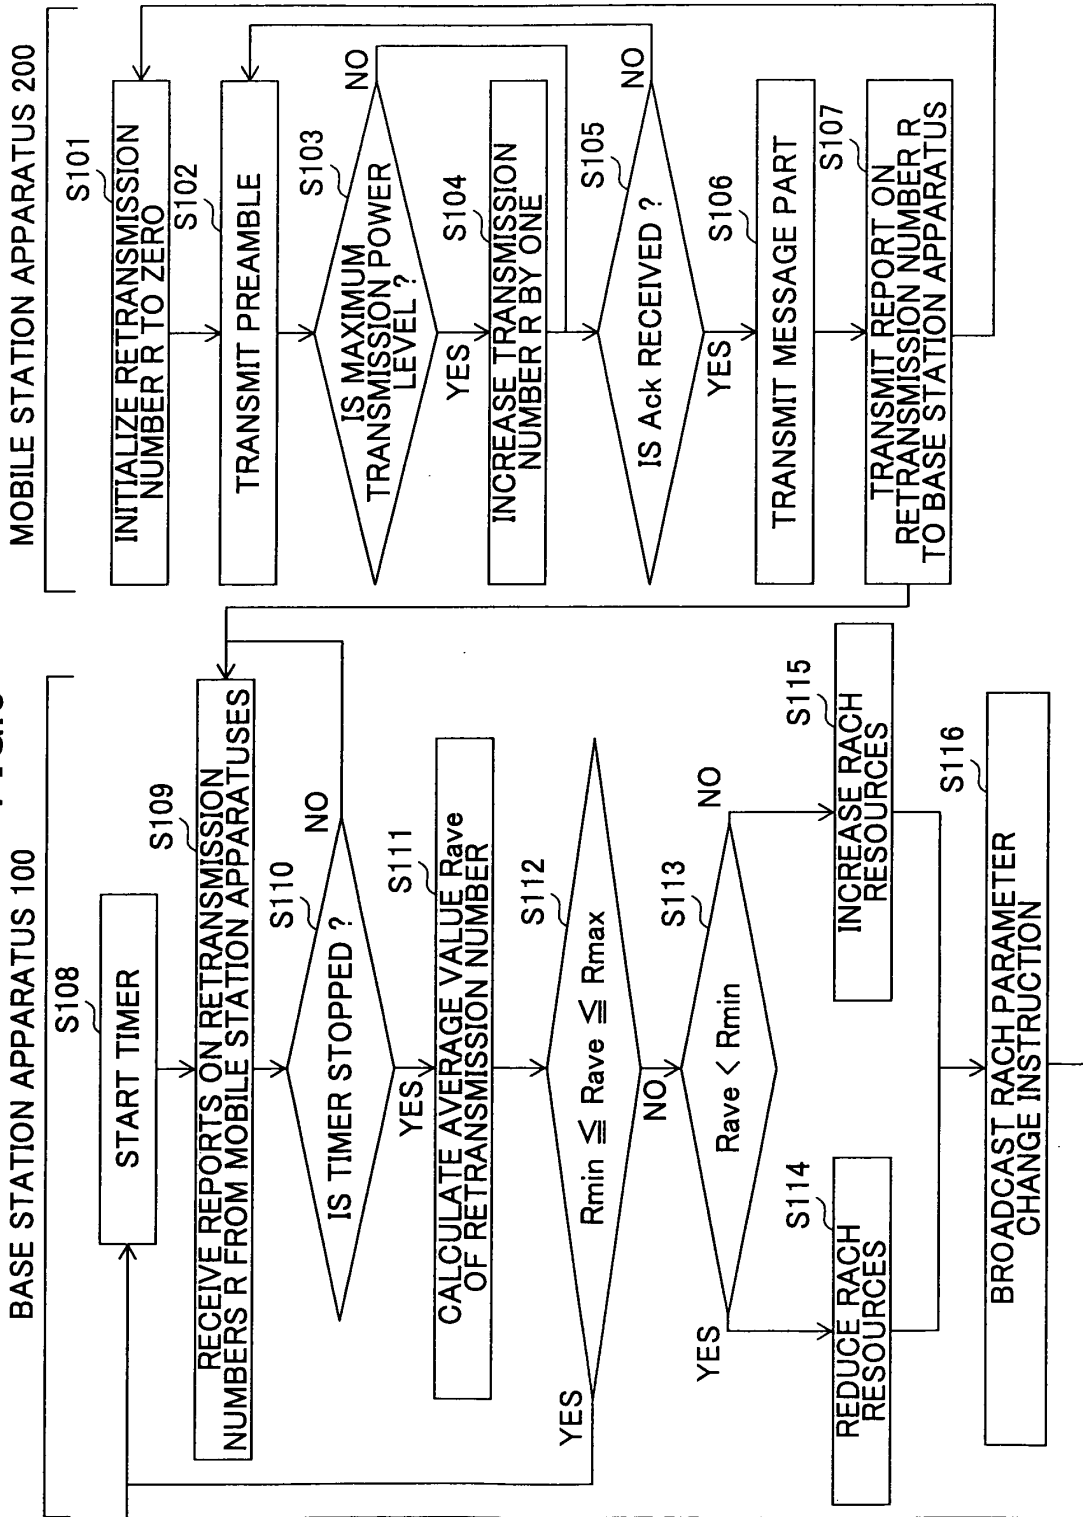 BASE STATION APPARATUS 100
S108
START TIMER
S109
RECEIVE REPORTS ON RETRANSMISSION
NUMBERS R FROM MOBILE STATION APPARATUSES
S110
IS TIMER STOPPED ?
NO
YES
S111
CALCULATE AVERAGE VALUE Rave
OF RETRANSMISSION NUMBER
S112
Rmin ≦ Rave ≦ Rmax
YES
NO
S113
Rave < Rmin
YES
NO
S114
REDUCE RACH
RESOURCES
S115
INCREASE RACH
RESOURCES
S116
BROADCAST RACH PARAMETER
CHANGE INSTRUCTION
MOBILE STATION APPARATUS 200
S101
INITIALIZE RETRANSMISSION
NUMBER R TO ZERO
S102
TRANSMIT PREAMBLE
S103
IS MAXIMUM
TRANSMISSION POWER
LEVEL ?
NO
YES
S104
INCREASE TRANSMISSION
NUMBER R BY ONE
S105
IS Ack RECEIVED ?
NO
YES
S106
TRANSMIT MESSAGE PART
S107
TRANSMIT REPORT ON
RETRANSMISSION NUMBER R
TO BASE STATION APPARATUS